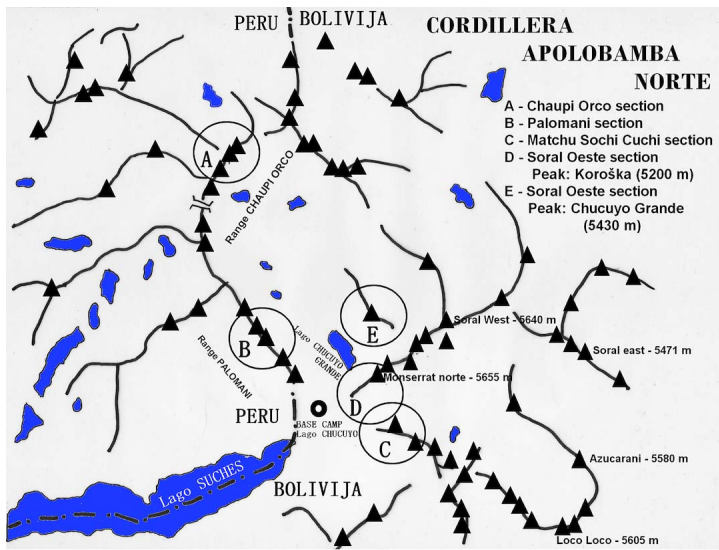 PERU
BOLIVIJA
CORDILLERA
APOLOBAMBA
NORTE
A - Chaupi Orco section
B - Palomani section
C - Matchu Sochi Cuchi section
D - Soral Oeste section
Peak: Koroška (5200 m)
E - Soral Oeste section
Peak: Chucuyo Grande
(5430 m)
A
Range CHAUPI ORCO
E
Soral West - 5640 m
B
Lago CHUCUYO
GRANDE
Soral east - 5471 m
Range PALOMANI
Monserrat norte - 5655 m
D
PERU
BASE CAMP
Lago CHUCUYO
C
Azucarani - 5580 m
Lago SUCHES
BOLIVIJA
Loco Loco - 5605 m